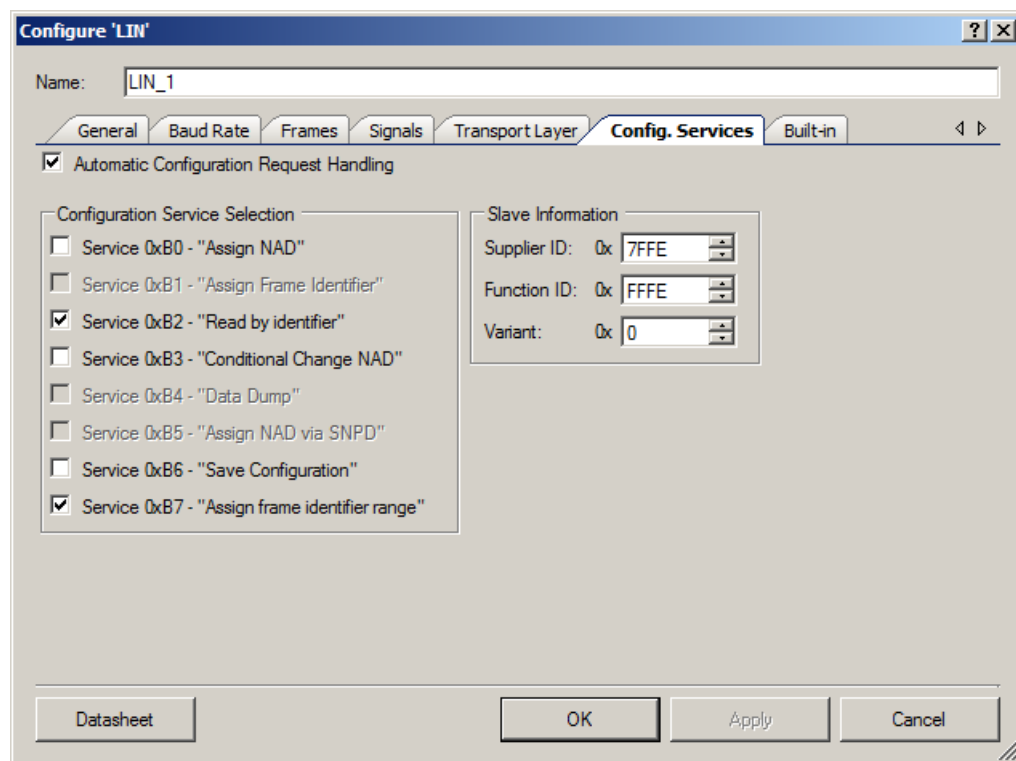 Configure 'LIN'
Name: LIN_1
General Baud Rate Frames Signals Transport Layer Config. Services Built-in
Automatic Configuration Request Handling
Configuration Service Selection
Service 0xB0 - "Assign NAD"
Service 0xB1 - "Assign Frame Identifier"
Service 0xB2 - "Read by identifier"
Service 0xB3 - "Conditional Change NAD"
Service 0xB4 - "Data Dump"
Service 0xB5 - "Assign NAD via SNPD"
Service 0xB6 - "Save Configuration"
Service 0xB7 - "Assign frame identifier range"
Slave Information
Supplier ID: 0x 7FFE
Function ID: 0x FFFE
Variant: 0x 0
Datasheet OK Apply Cancel